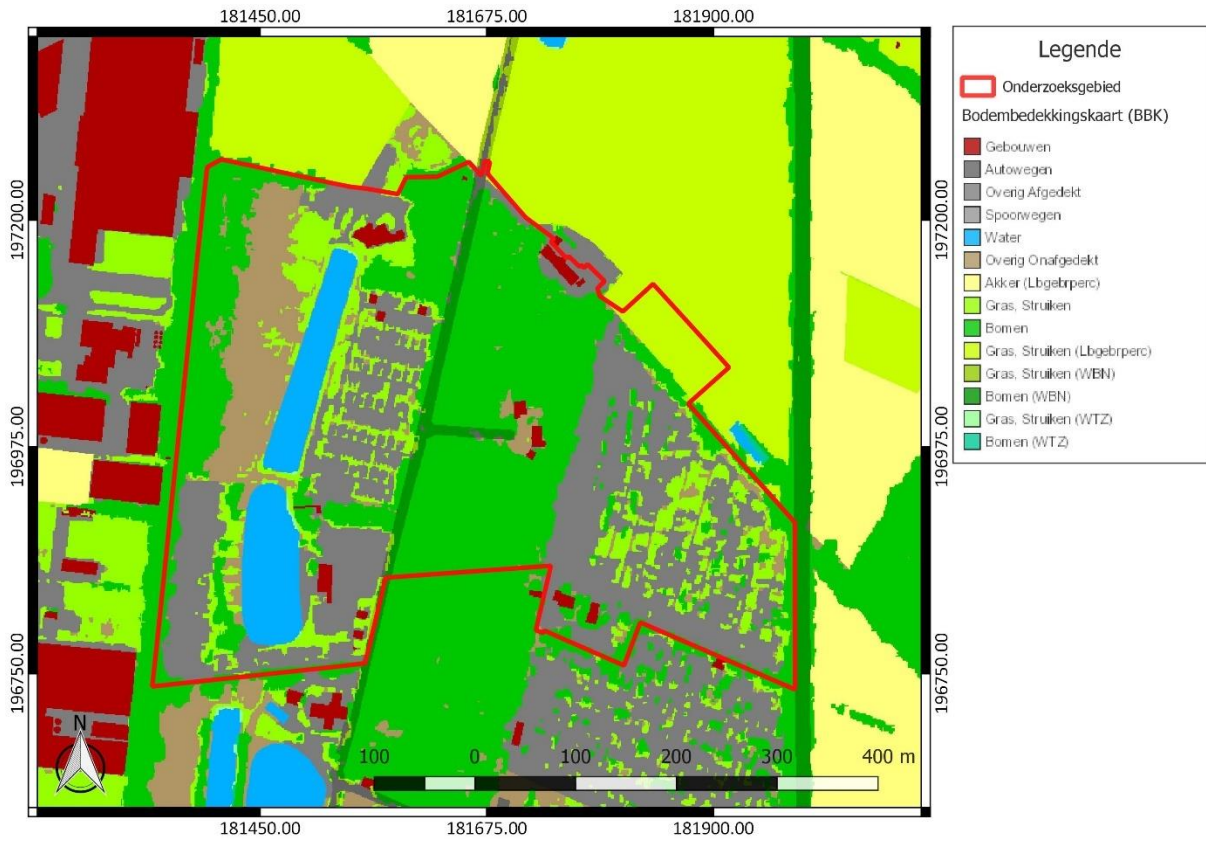 181450.00 181675.00 181900.00
197200.00
196975.00
196750.00
197200.00
196975.00
196750.00
N
100 0 100 200 300 400 m
181450.00 181675.00 181900.00
Legende
Onderzoeksgebied
Bodembedekkingskaart (BBK)
Gebouwen
Autowegen
Overig Afgedekt
Spoorwegen
Water
Overig Onafgedekt
Akker (Lbgebrperc)
Gras, Struiken
Bomen
Gras, Struiken (Lbgebrperc)
Gras, Struiken (WBN)
Bomen (WBN)
Gras, Struiken (WTZ)
Bomen (WTZ)